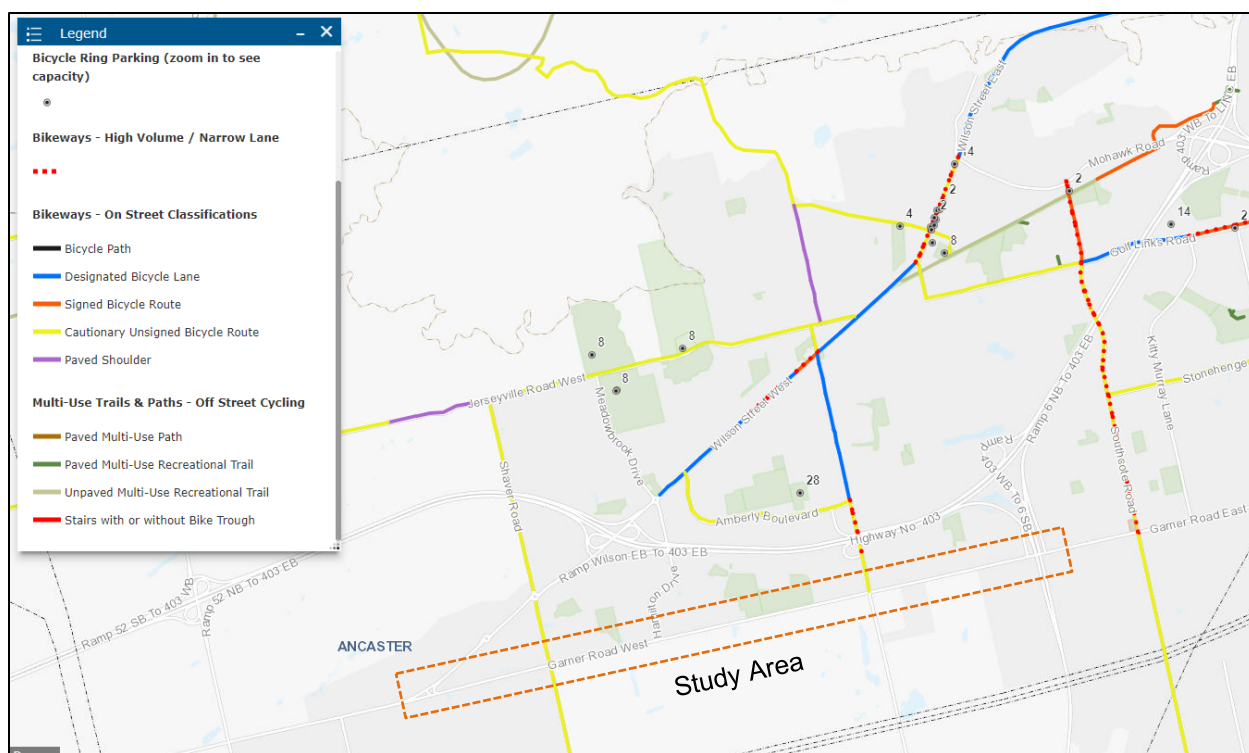 Legend
Bicycle Ring Parking (zoom in to see
capacity)
Bikeways - High Volume / Narrow Lane
Bikeways - On Street Classifications
Bicycle Path
Designated Bicycle Lane
Signed Bicycle Route
Cautionary Unsigned Bicycle Route
Paved Shoulder
Multi-Use Trails & Paths - Off Street Cycling
Paved Multi-Use Path
Paved Multi-Use Recreational Trail
Unpaved Multi-Use Recreational Trail
Stairs with or without Bike Trough
Wilson Street East
14
2
2
4
8
Mohawk Road
2
403 WB To LINC EB
Ramp
14
2
Golf Links Road
8
8
8
Jerseyville Road West
Meadowbrook Drive
Wilson Street West
Shaver Road
28
Amberly Boulevard
Highway No. 403
Ramp 6 NB To 403 EB
Ramp
403 WB To 6 SB
Kitty Murray Lane
Stonehenge
Southcote Road
Garner Road East
Ramp Wilson EB To 403 EB
Hamilton Drive
Ramp 52 SB To 403 WB
Ramp 52 NB To 403 EB
ANCASTER
Garner Road West
Study Area